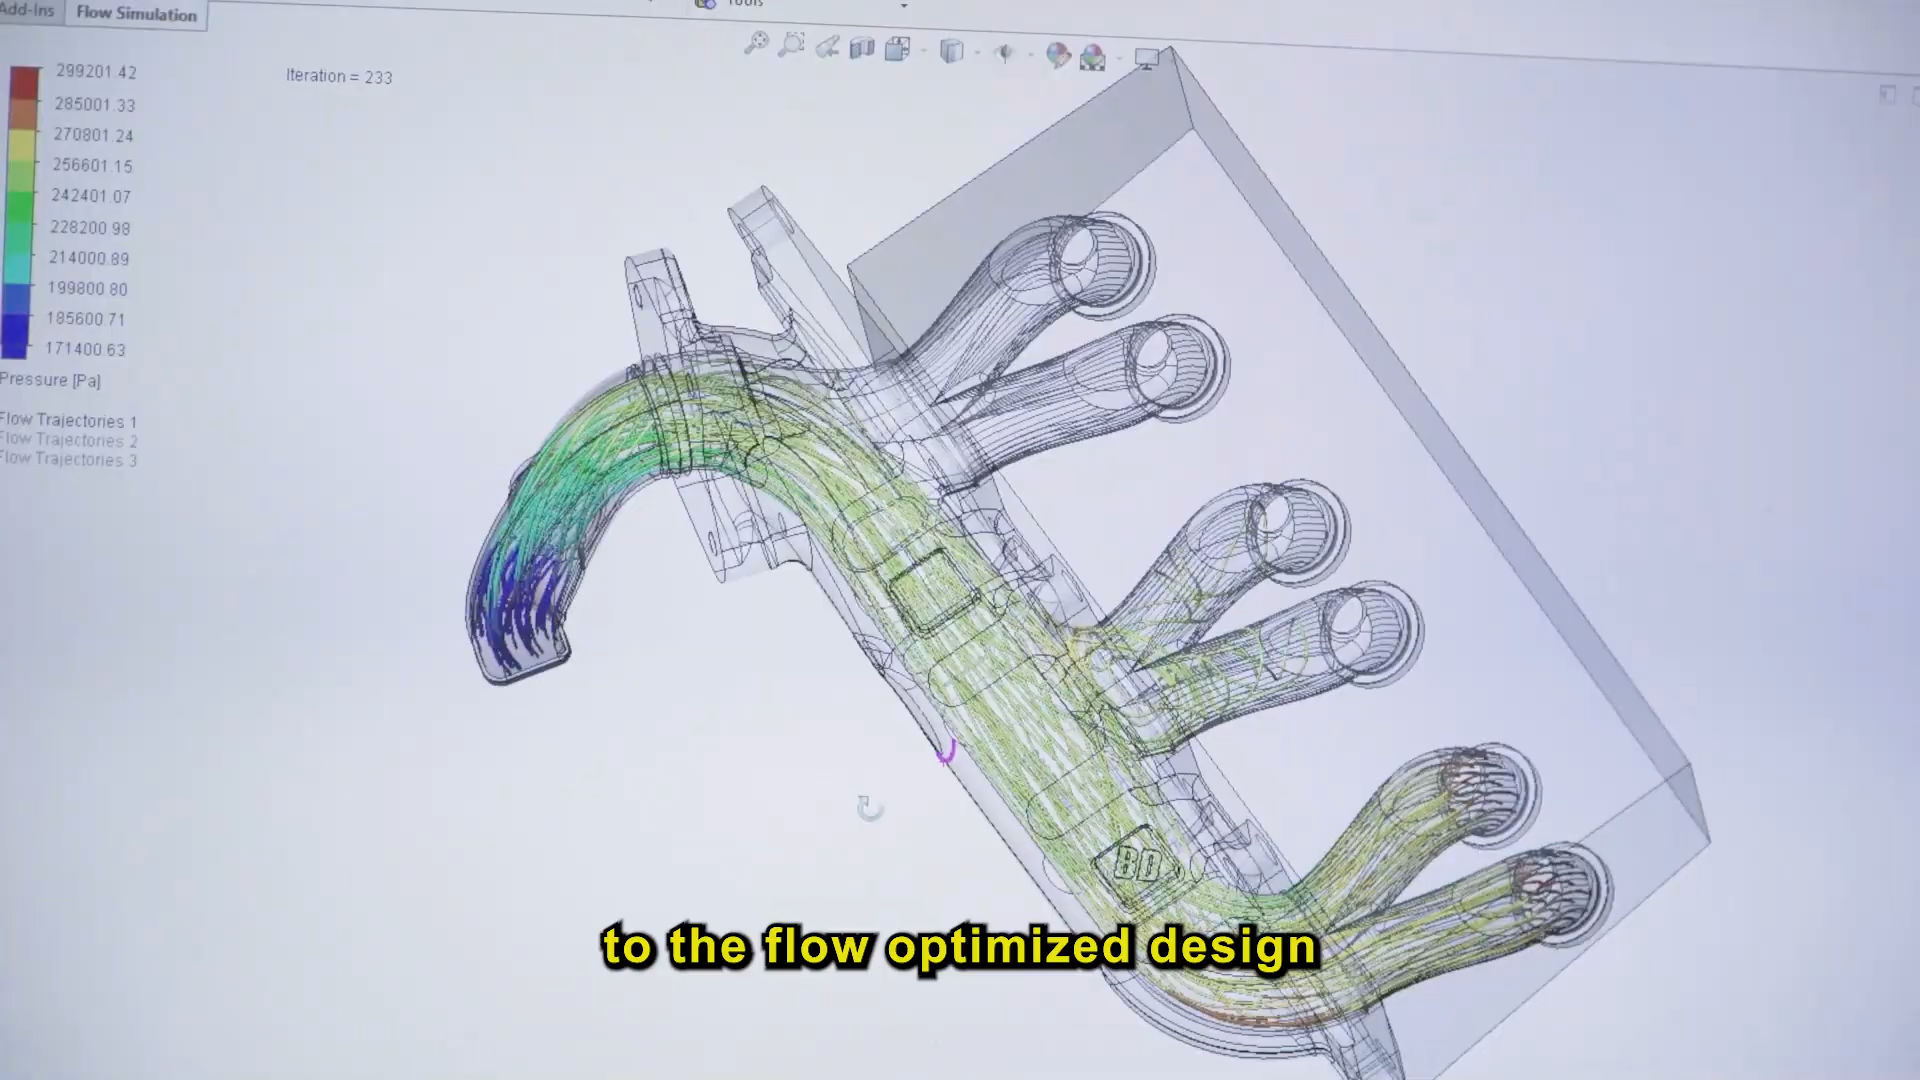 Add-Ins
Flow Simulation
Tools
299201.42
285001.33
270801.24
256601.15
242401.07
228200.98
214000.89
199800.80
185600.71
171400.63
Pressure [Pa]
Flow Trajectories 1
Flow Trajectories 2
Flow Trajectories 3
Iteration = 233
BD
to the flow optimized design